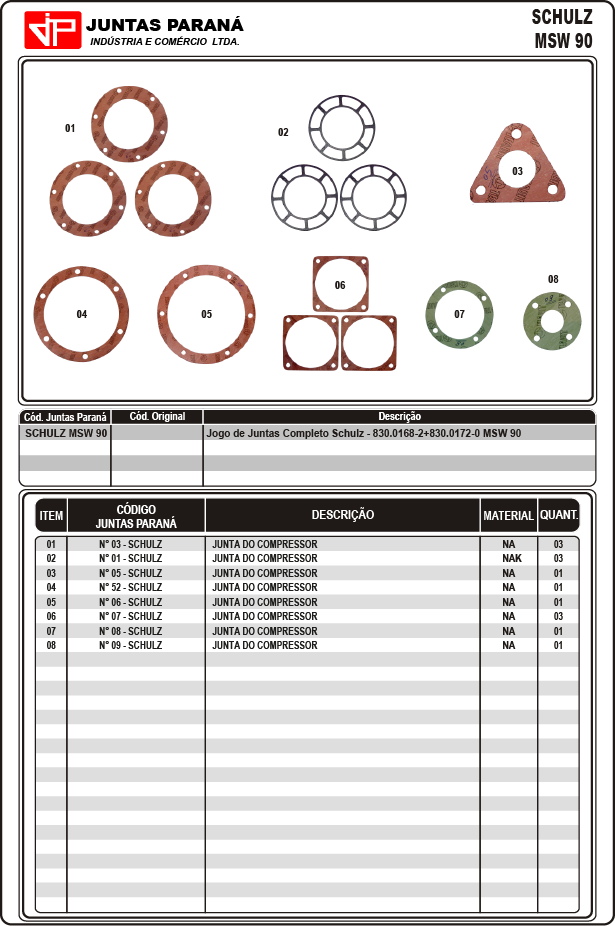 JP JUNTAS PARANÁ
INDÚSTRIA E COMÉRCIO LTDA.
SCHULZ
MSW 90
01
02
03
04
05
06
07
08
Cód. Juntas Paraná Cód. Original Descrição
SCHULZ MSW 90 Jogo de Juntas Completo Schulz - 830.0168-2+830.0172-0 MSW 90
ITEM CÓDIGO JUNTAS PARANÁ DESCRIÇÃO MATERIAL QUANT.
01 N° 03 - SCHULZ JUNTA DO COMPRESSOR NA 03
02 N° 01 - SCHULZ JUNTA DO COMPRESSOR NAK 03
03 N° 05 - SCHULZ JUNTA DO COMPRESSOR NA 01
04 N° 52 - SCHULZ JUNTA DO COMPRESSOR NA 01
05 N° 06 - SCHULZ JUNTA DO COMPRESSOR NA 01
06 N° 07 - SCHULZ JUNTA DO COMPRESSOR NA 03
07 N° 08 - SCHULZ JUNTA DO COMPRESSOR NA 01
08 N° 09 - SCHULZ JUNTA DO COMPRESSOR NA 01